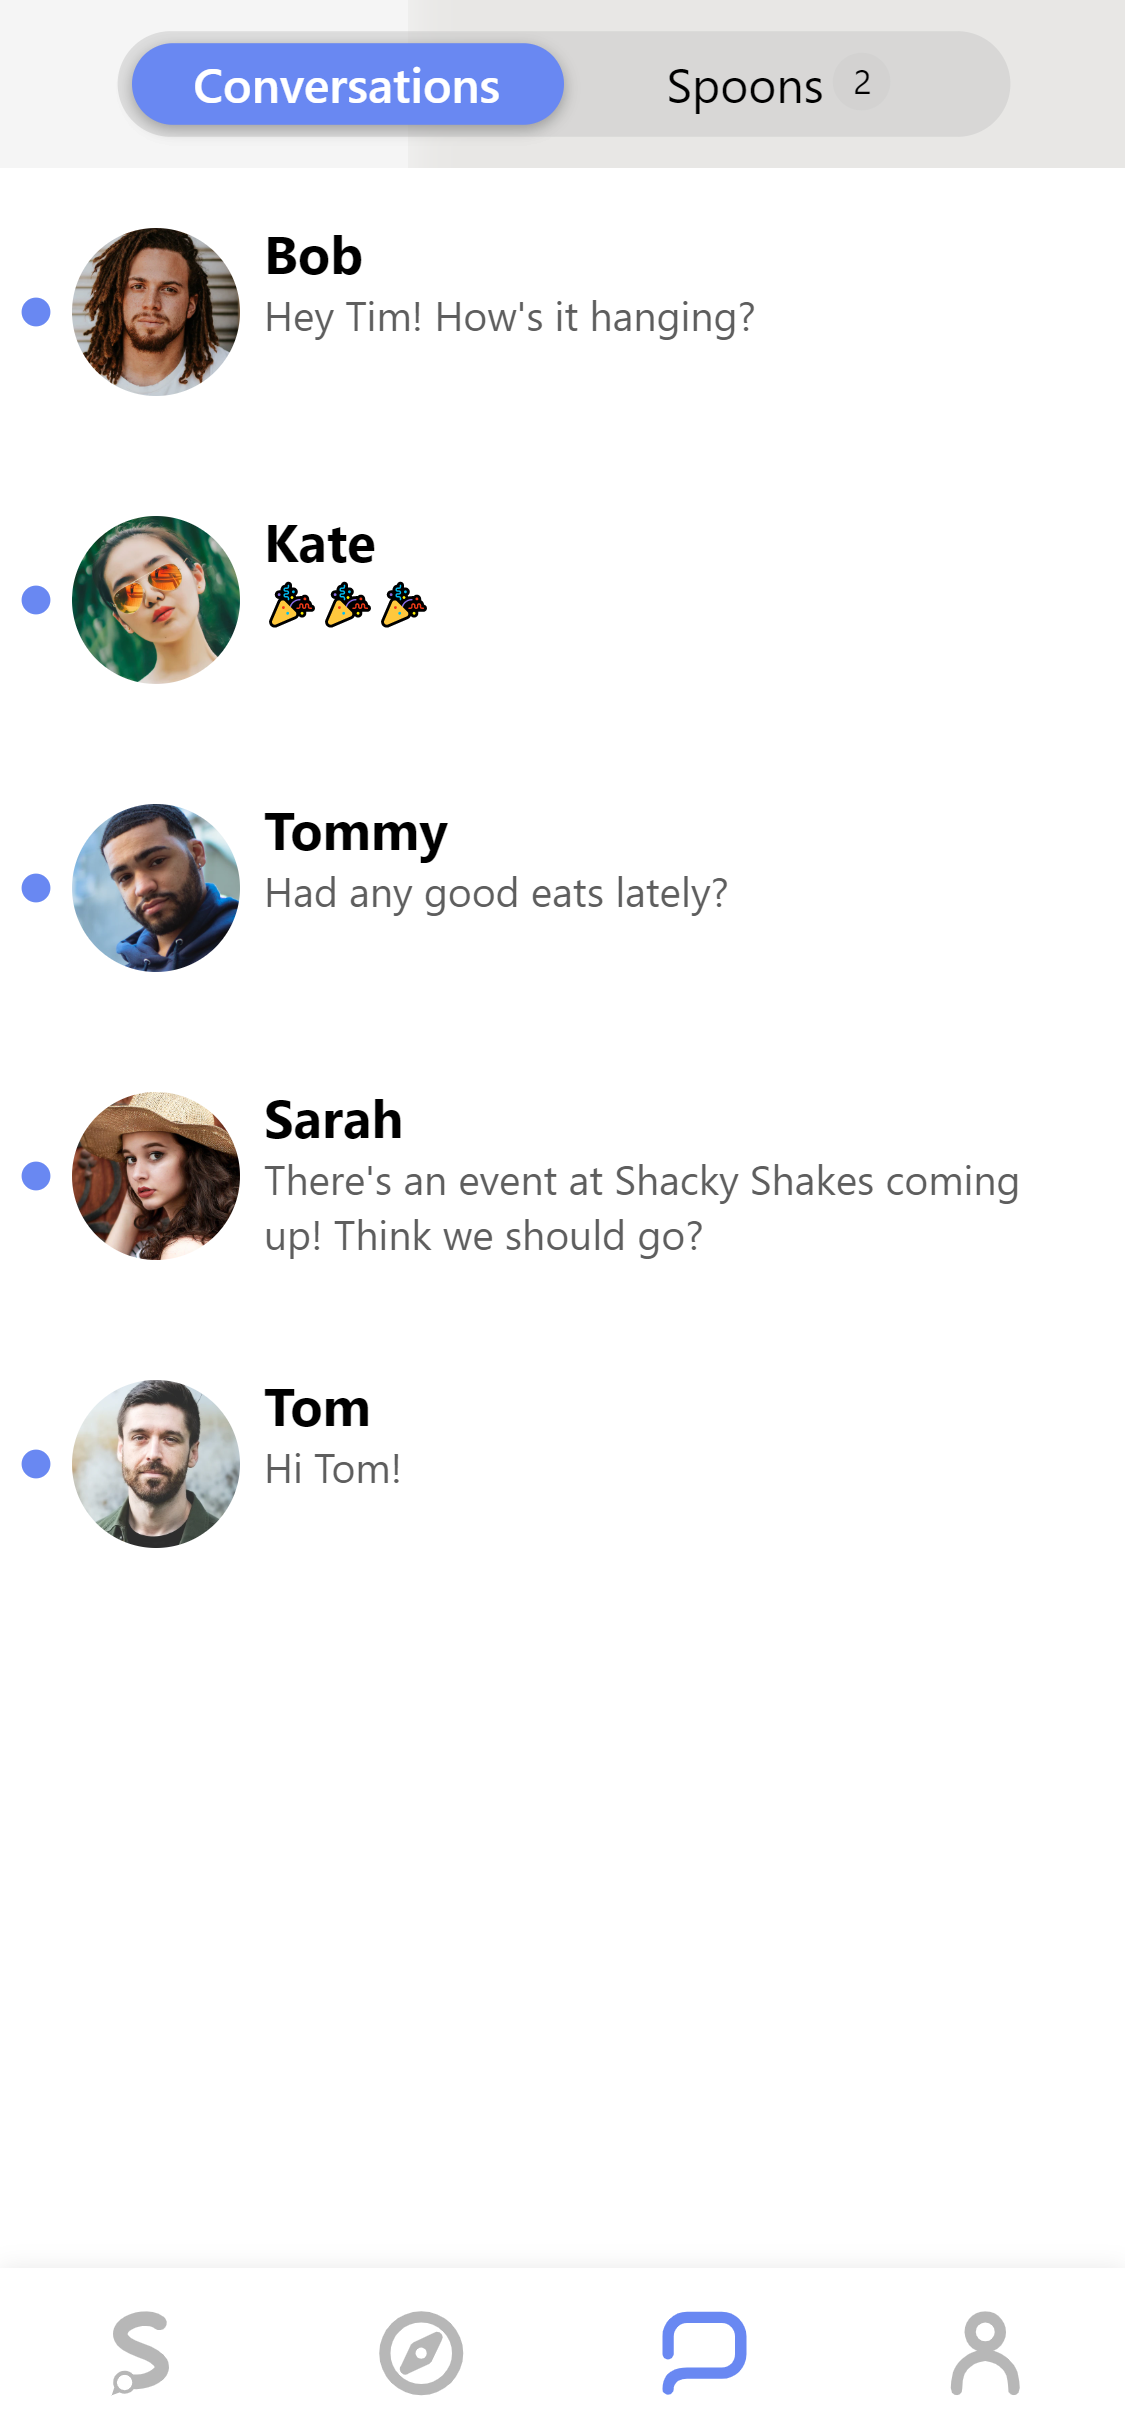 Conversations
Spoons 2
Bob
Hey Tim! How's it hanging?
Kate
🎉🎉🎉
Tommy
Had any good eats lately?
Sarah
There's an event at Shacky Shakes coming
up! Think we should go?
Tom
Hi Tom!